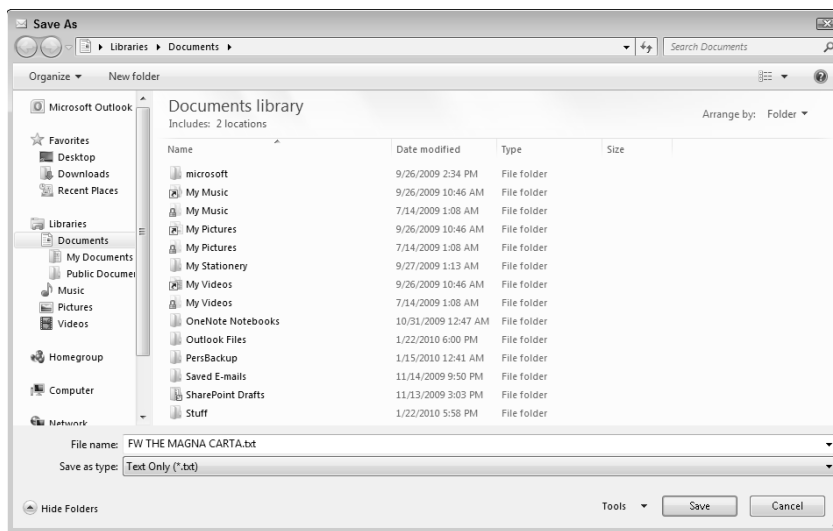 Save As
Libraries Documents Search Documents
Organize New folder
Microsoft Outlook
Favorites
Desktop
Downloads
Recent Places
Libraries
Documents
My Documents
Public Documen
Music
Pictures
Videos
Homegroup
Computer
Network
Documents library
Includes: 2 locations
Arrange by: Folder
Name Date modified Type Size
microsoft 9/26/2009 2:34 PM File folder
My Music 9/26/2009 10:46 AM File folder
My Music 7/14/2009 1:08 AM File folder
My Pictures 9/26/2009 10:46 AM File folder
My Pictures 7/14/2009 1:08 AM File folder
My Stationery 9/27/2009 1:13 AM File folder
My Videos 9/26/2009 10:46 AM File folder
My Videos 7/14/2009 1:08 AM File folder
OneNote Notebooks 10/31/2009 12:47 AM File folder
Outlook Files 1/22/2010 6:00 PM File folder
PersBackup 1/15/2010 12:41 AM File folder
Saved E-mails 11/14/2009 9:50 PM File folder
SharePoint Drafts 11/13/2009 3:03 PM File folder
Stuff 1/22/2010 5:58 PM File folder
File name: FW THE MAGNA CARTA.txt
Save as type: Text Only (*.txt)
Hide Folders Tools Save Cancel